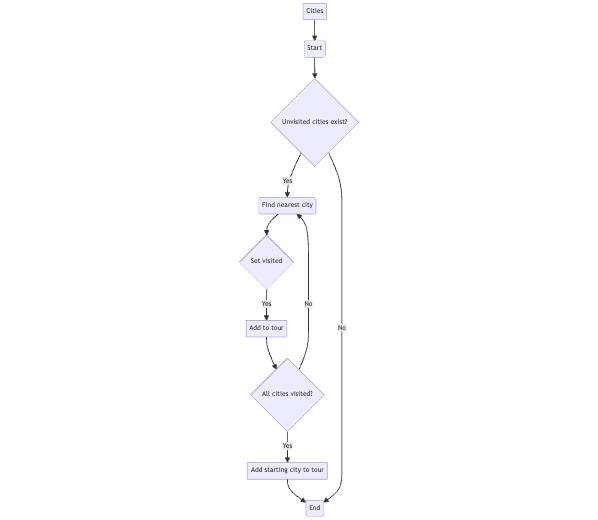 Cities
Start
Unvisited cities exist?
Yes
Find nearest city
Set visited
Yes
No
Add to tour
No
All cities visited?
Yes
Add starting city to tour
End